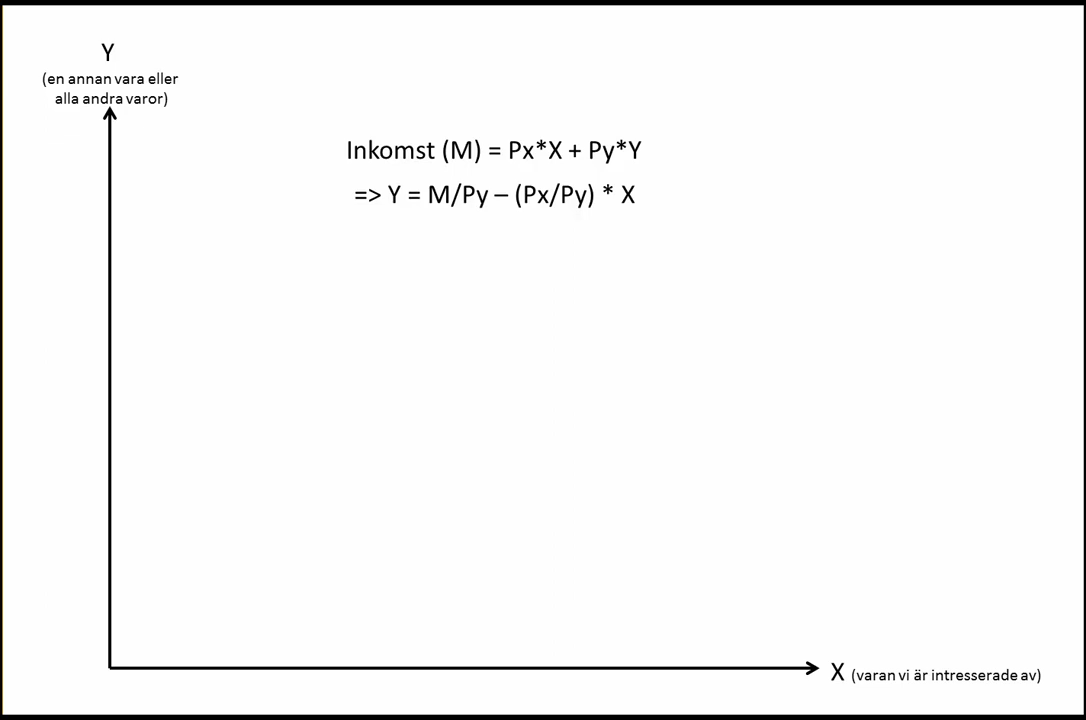 Y
(en annan vara eller
alla andra varor)
Inkomst (M) = Px*X + Py*Y
=> Y = M/Py – (Px/Py) * X
X (varan vi är intresserade av)